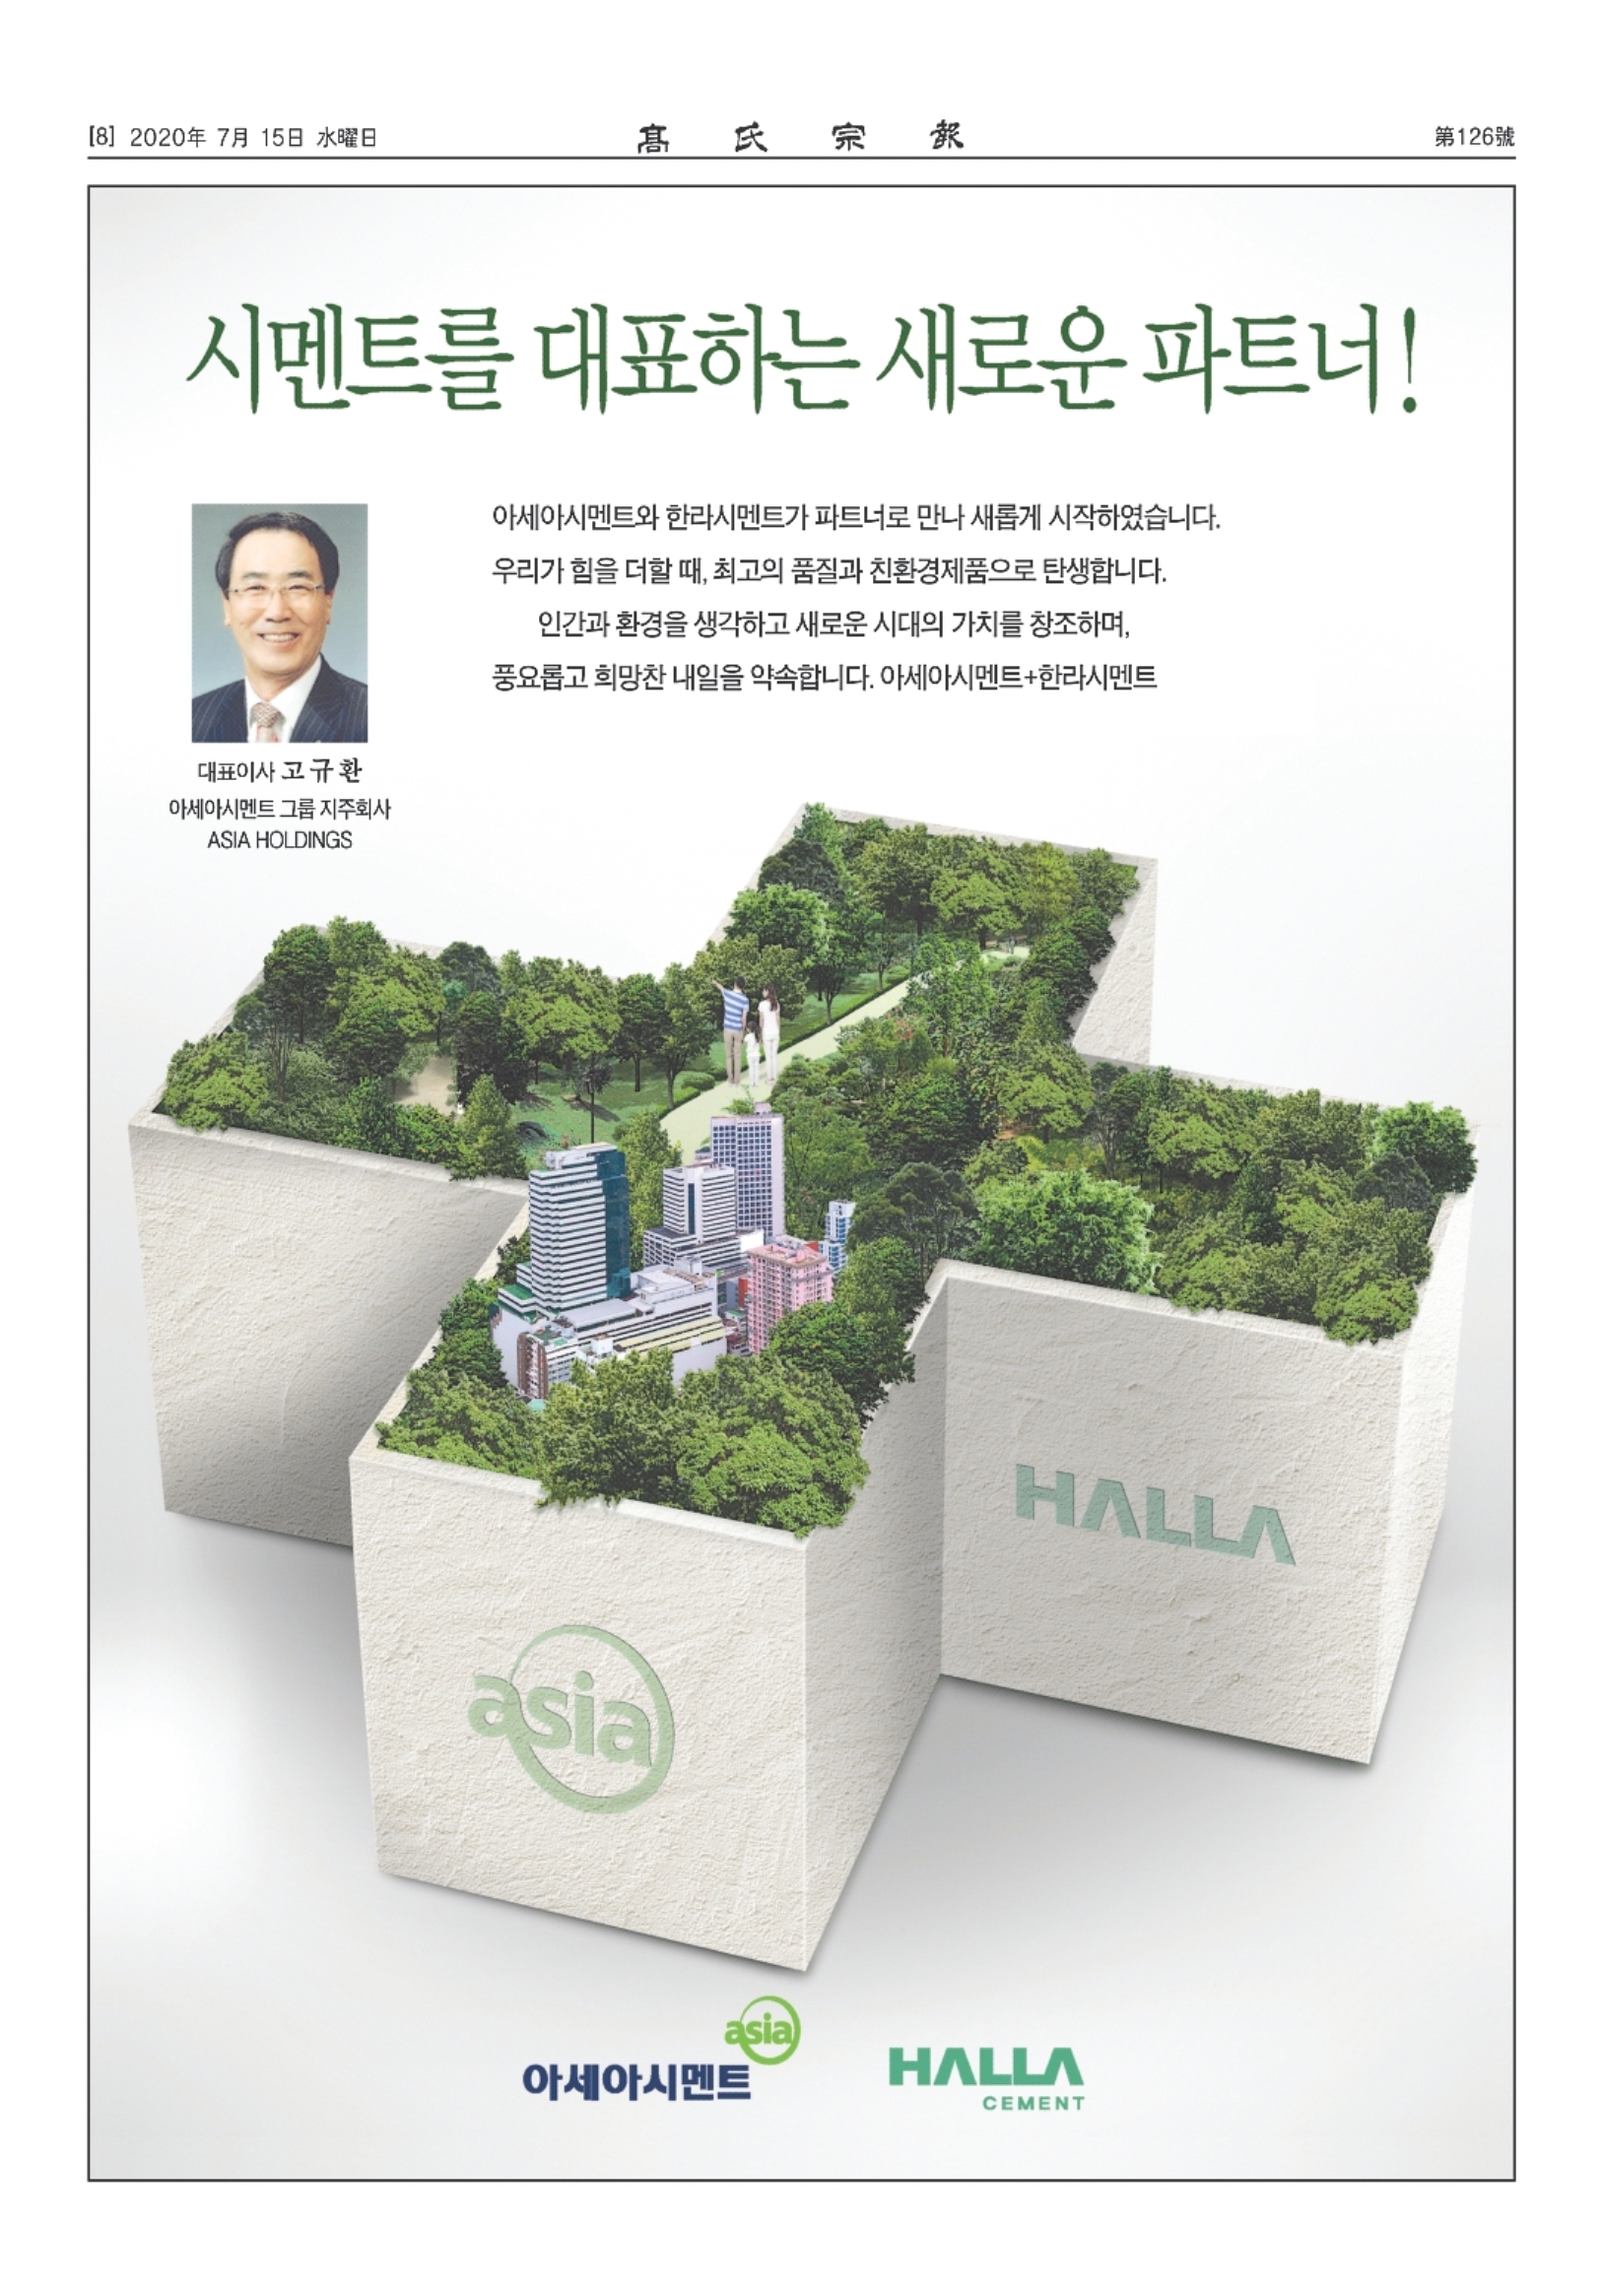 [8] 2020年 7月 15日 水曜日
髙氏宗報
第126號
시멘트를 대표하는 새로운 파트너!
아세아시멘트와 한라시멘트가 파트너로 만나 새롭게 시작하였습니다.
우리가 힘을 더할 때, 최고의 품질과 친환경제품으로 탄생합니다.
인간과 환경을 생각하고 새로운 시대의 가치를 창조하며,
풍요롭고 희망찬 내일을 약속합니다. 아세아시멘트+한라시멘트
대표이사 고규환
아세아시멘트 그룹 지주회사
ASIA HOLDINGS
HALLA
asia
asia
아세아시멘트
HALLA
CEMENT